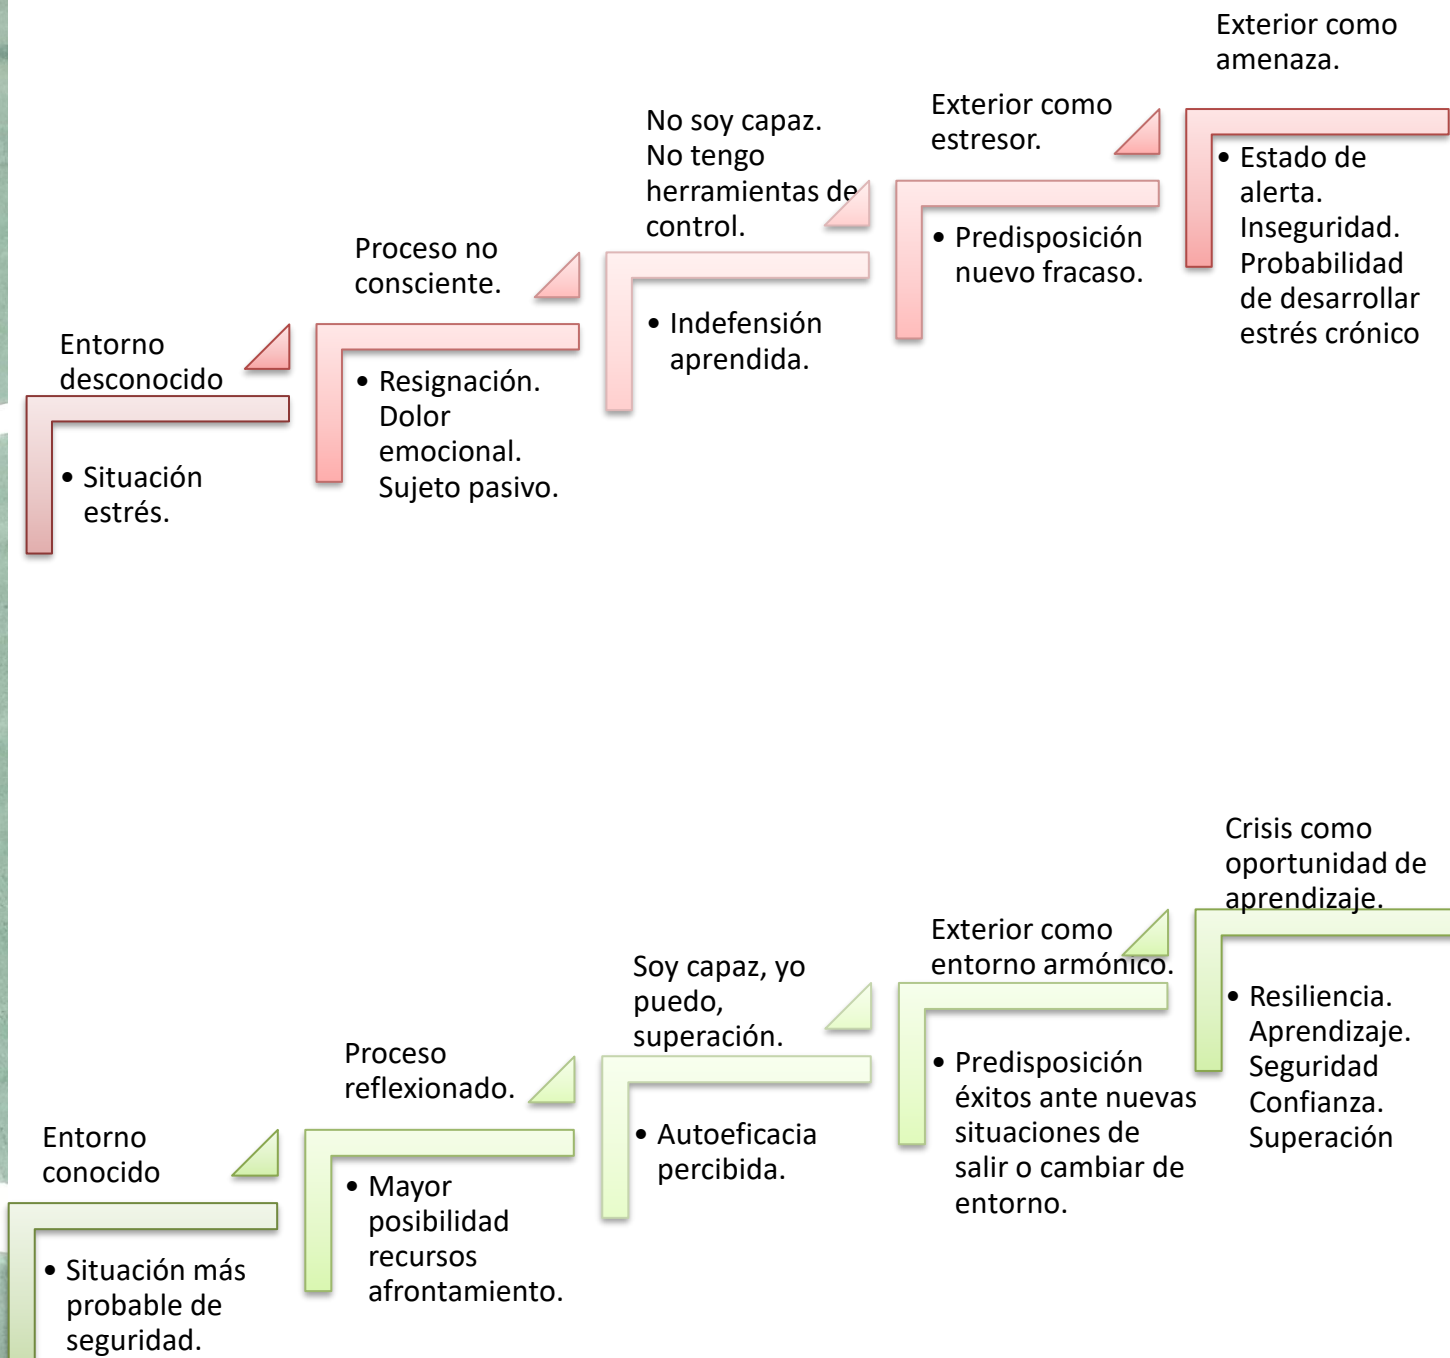 Entorno
desconocido
• Situación
estrés.
Proceso no
consciente.
• Resignación.
Dolor
emocional.
Sujeto pasivo.
No soy capaz.
No tengo
herramientas de
control.
• Indefensión
aprendida.
Exterior como
estresor.
• Predisposición
nuevo fracaso.
Exterior como
amenaza.
• Estado de
alerta.
Inseguridad.
Probabilidad
de desarrollar
estrés crónico
Entorno
conocido
• Situación más
probable de
seguridad.
Proceso
reflexionado.
• Mayor
posibilidad
recursos
afrontamiento.
Soy capaz, yo
puedo,
superación.
• Autoeficacia
percibida.
Exterior como
entorno armónico.
• Predisposición
éxitos ante nuevas
situaciones de
salir o cambiar de
entorno.
Crisis como
oportunidad de
aprendizaje.
• Resiliencia.
Aprendizaje.
Seguridad
Confianza.
Superación